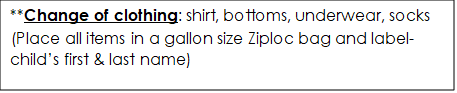 **Change of clothing: shirt, bottoms, underwear, socks
(Place all items in a gallon size Ziploc bag and label-
child's first & last name)